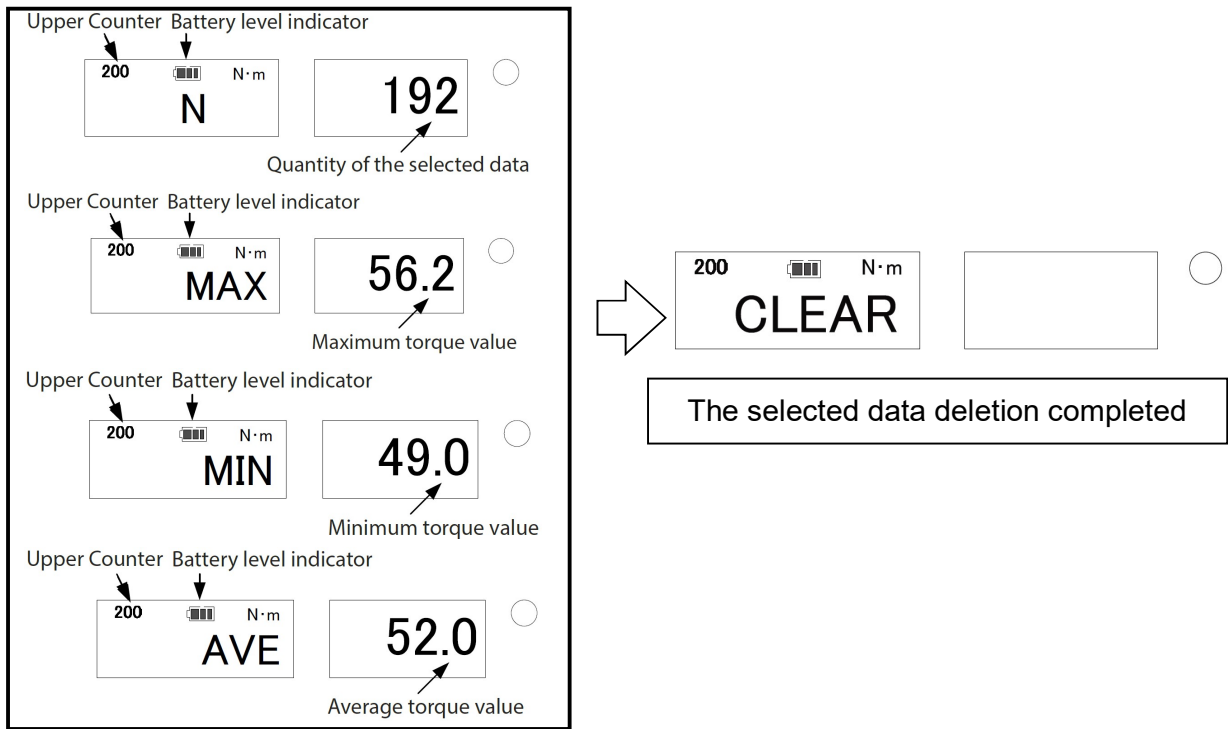 Upper Counter Battery level indicator
200 N·m
N 192
Quantity of the selected data
Upper Counter Battery level indicator
200 N·m
MAX 56.2
Maximum torque value
Upper Counter Battery level indicator
200 N·m
MIN 49.0
Minimum torque value
Upper Counter Battery level indicator
200 N·m
AVE 52.0
Average torque value
200 N·m
CLEAR
The selected data deletion completed